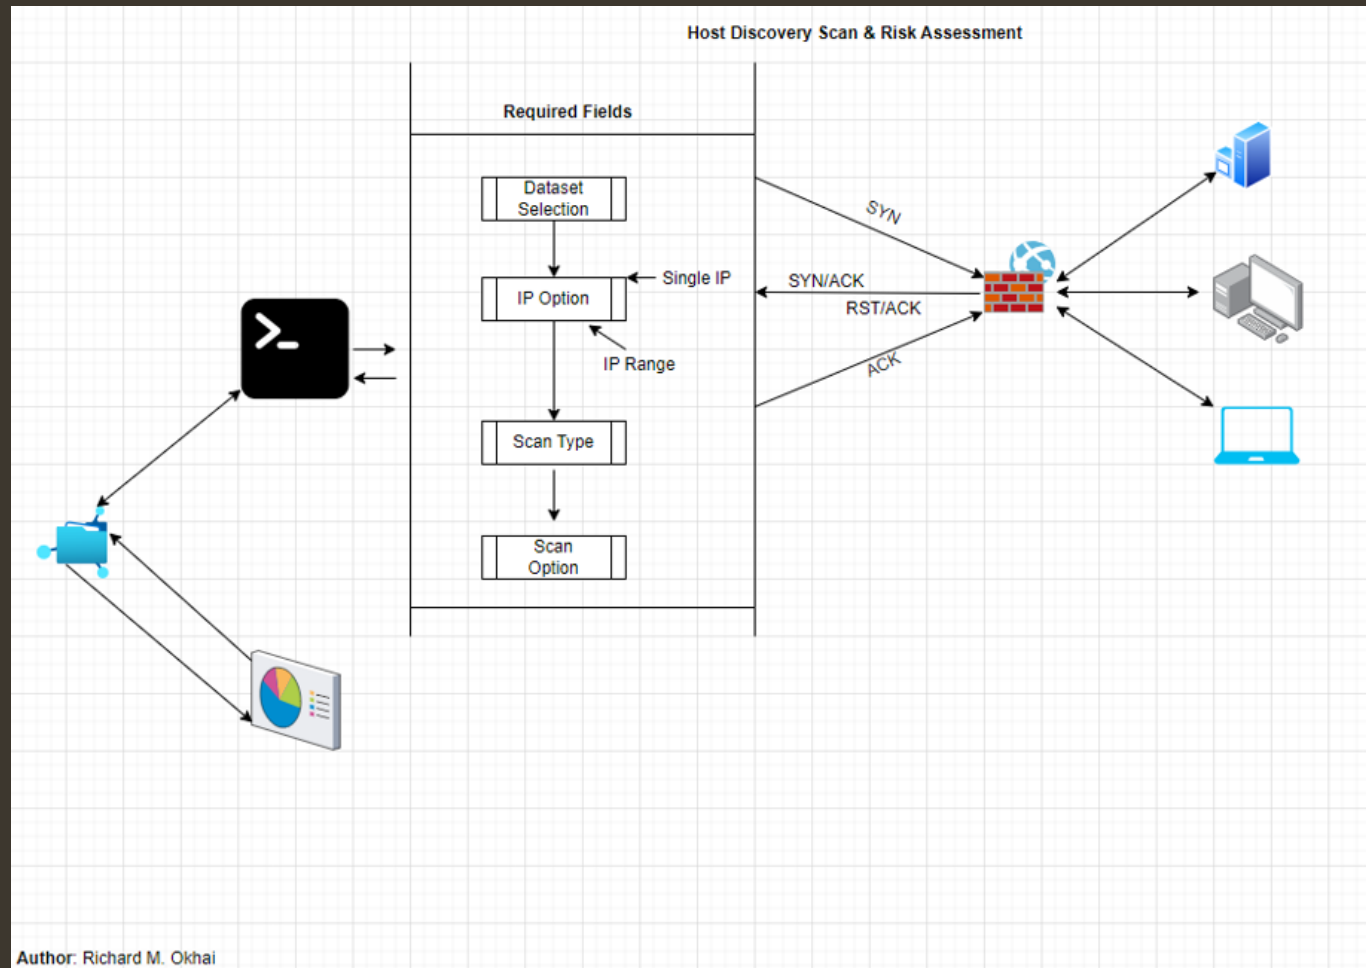 Host Discovery Scan & Risk Assessment
Required Fields
Dataset
Selection
IP Option
Single IP
IP Range
Scan Type
Scan
Option
SYN
SYN/ACK
RST/ACK
ACK
>_
Author: Richard M. Okhai